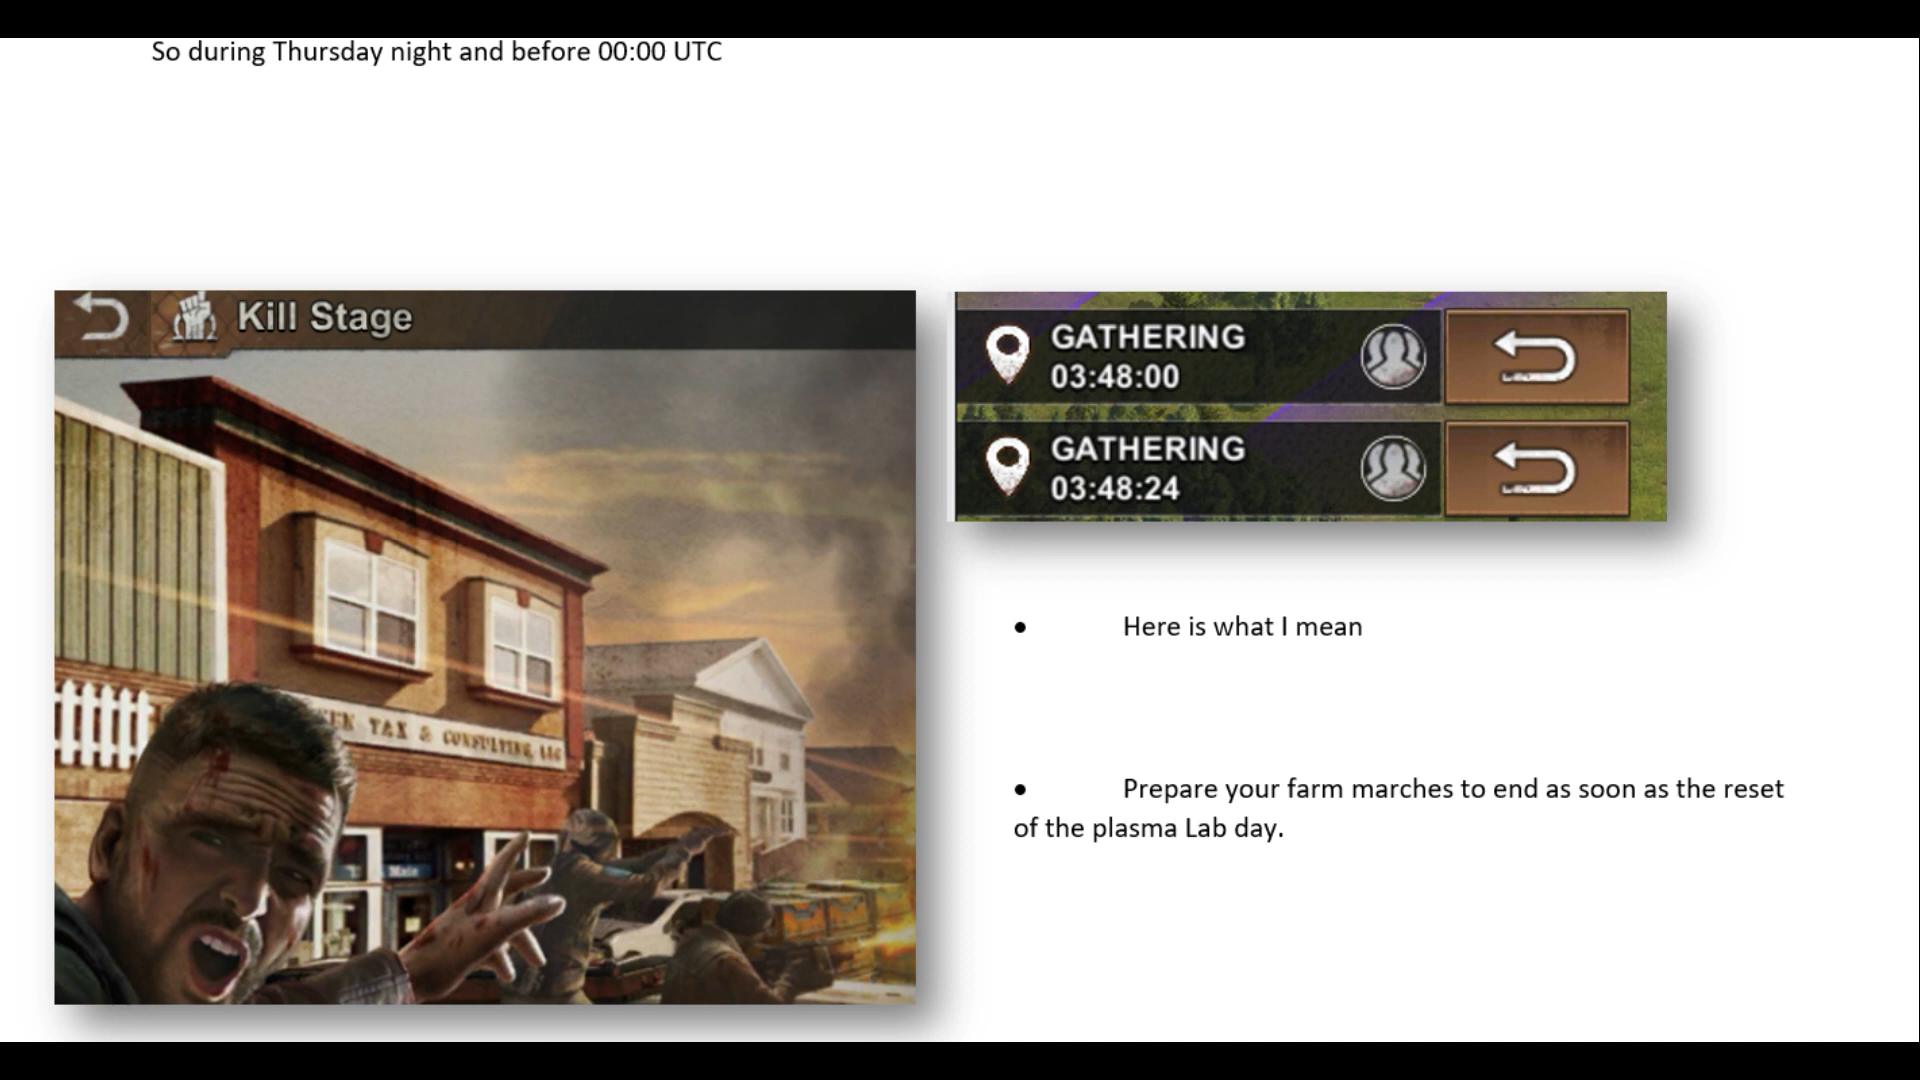 So during Thursday night and before 00:00 UTC
Kill Stage
TAX & CONSULTING, LLC
Main
GATHERING
03:48:00
GATHERING
03:48:24
• Here is what I mean
• Prepare your farm marches to end as soon as the reset
of the plasma Lab day.